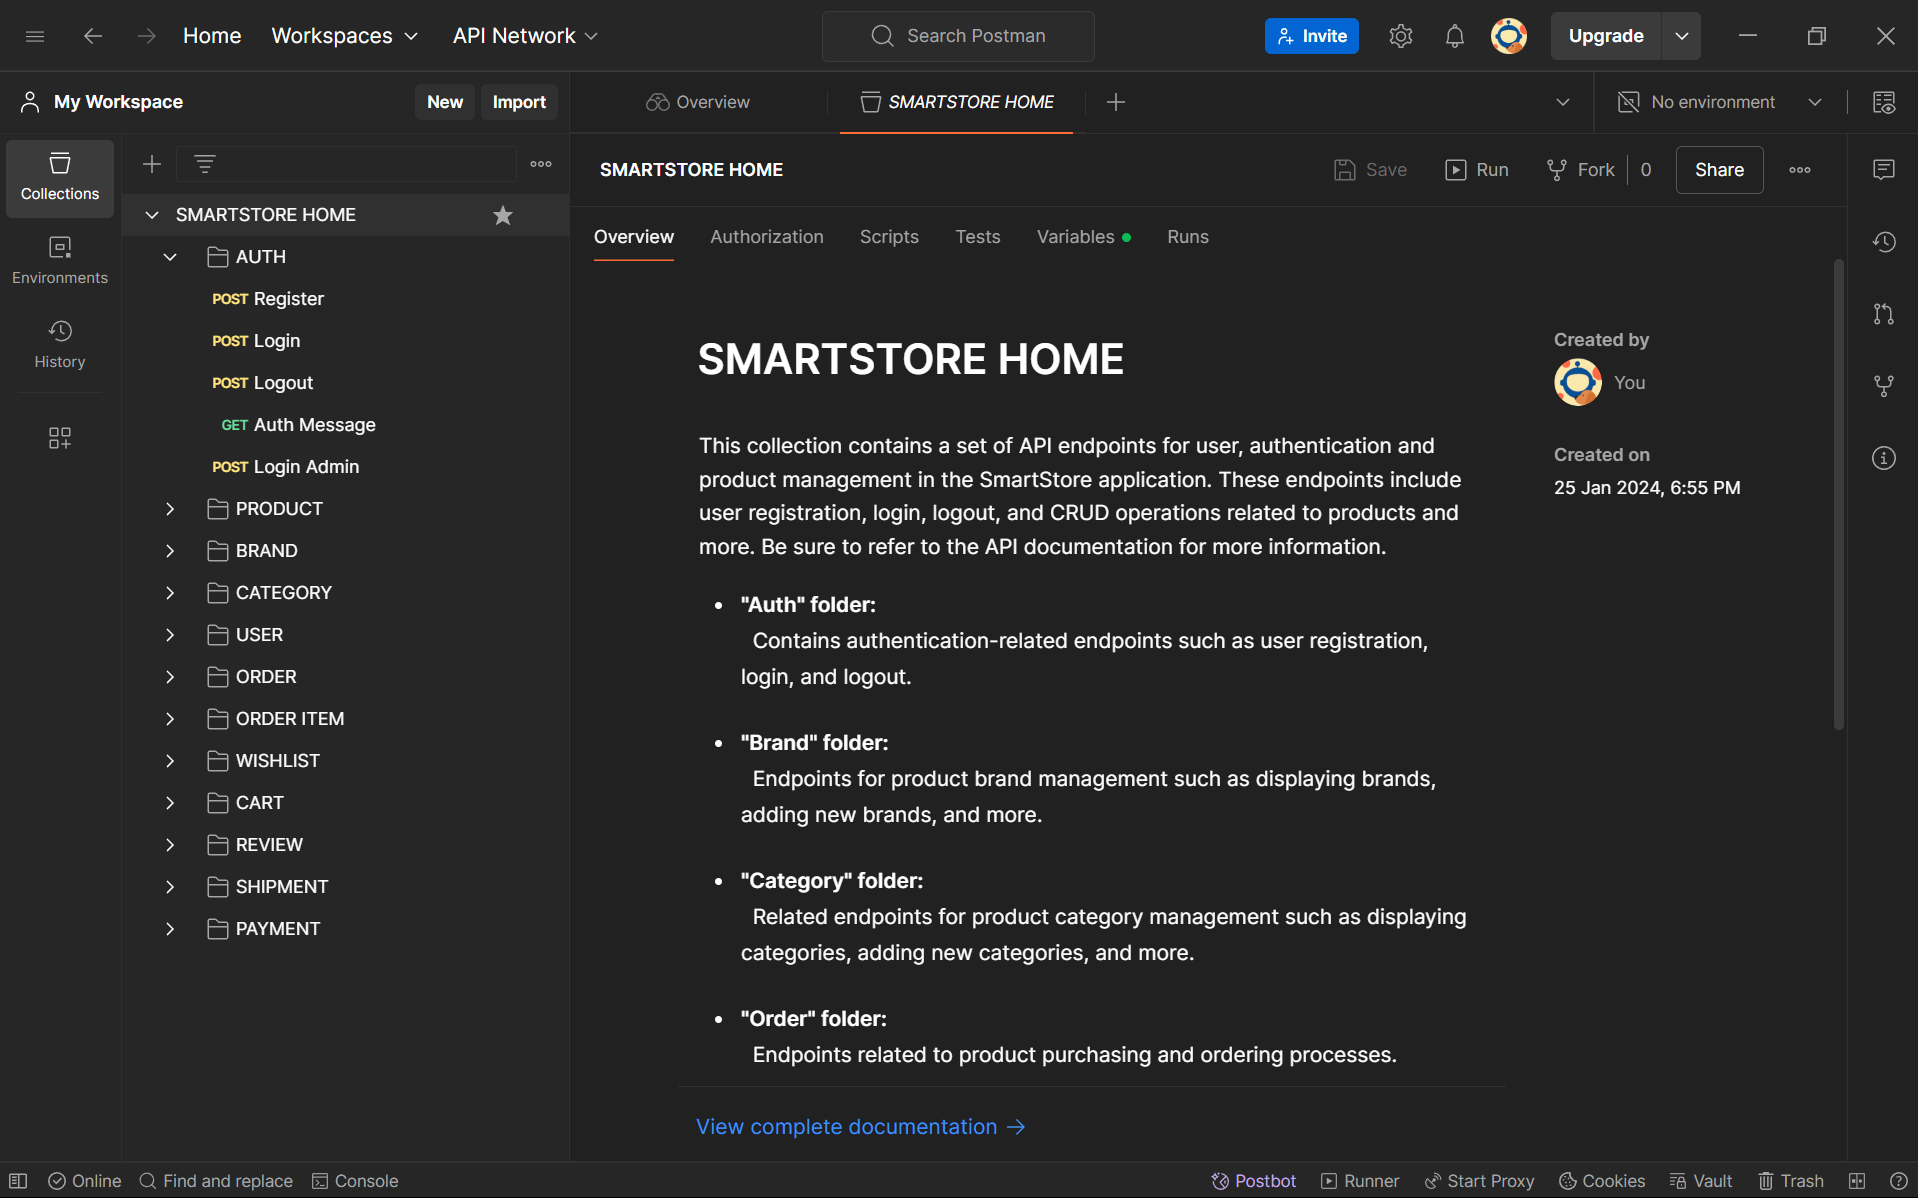 Home
Workspaces
API Network
Search Postman
Invite
Upgrade
My Workspace
New
Import
Overview
SMARTSTORE HOME
No environment
Collections
Environments
History
SMARTSTORE HOME
AUTH
POST Register
POST Login
POST Logout
GET Auth Message
POST Login Admin
PRODUCT
BRAND
CATEGORY
USER
ORDER
ORDER ITEM
WISHLIST
CART
REVIEW
SHIPMENT
PAYMENT
SMARTSTORE HOME
Save
Run
Fork
0
Share
Overview
Authorization
Scripts
Tests
Variables
Runs
SMARTSTORE HOME
This collection contains a set of API endpoints for user, authentication and
product management in the SmartStore application. These endpoints include
user registration, login, logout, and CRUD operations related to products and
more. Be sure to refer to the API documentation for more information.
"Auth" folder:
Contains authentication-related endpoints such as user registration,
login, and logout.
"Brand" folder:
Endpoints for product brand management such as displaying brands,
adding new brands, and more.
"Category" folder:
Related endpoints for product category management such as displaying
categories, adding new categories, and more.
"Order" folder:
Endpoints related to product purchasing and ordering processes.
View complete documentation →
Created by
You
Created on
25 Jan 2024, 6:55 PM
Online
Find and replace
Console
Postbot
Runner
Start Proxy
Cookies
Vault
Trash